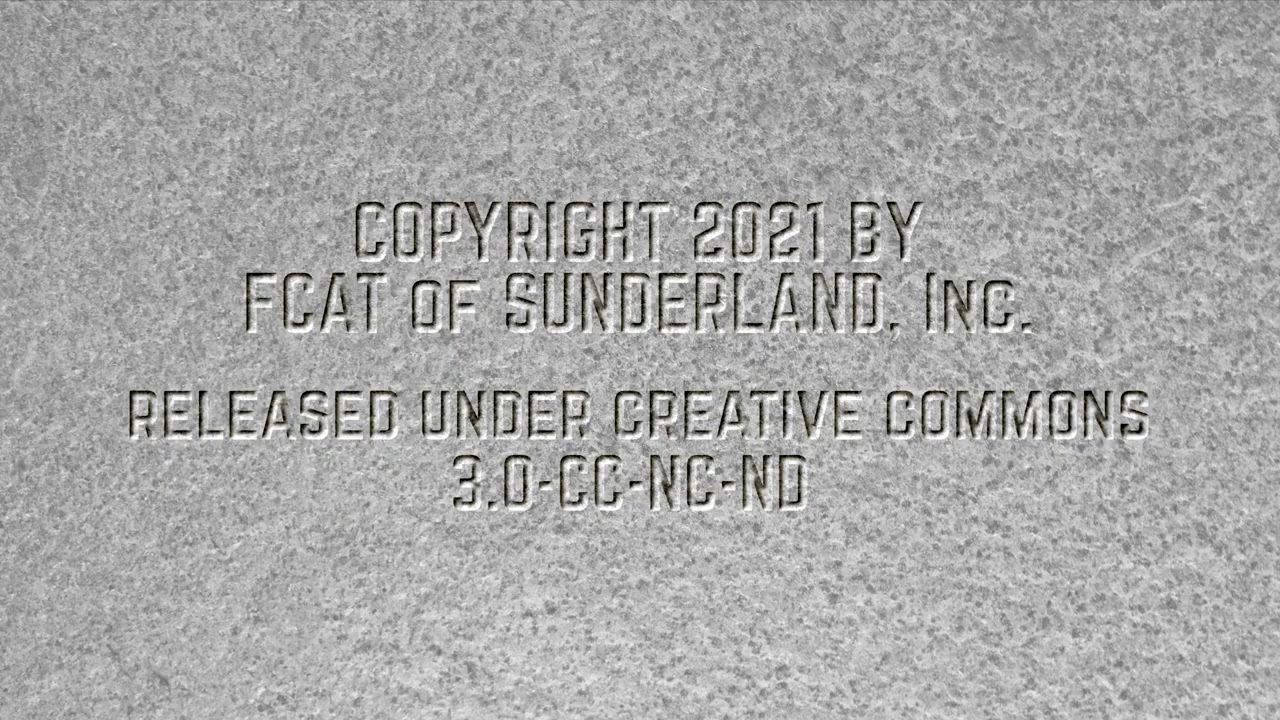 COPYRIGHT 2021 BY
FCAT OF SUNDERLAND, INC.
RELEASED UNDER CREATIVE COMMONS
3.0-CC-NC-ND